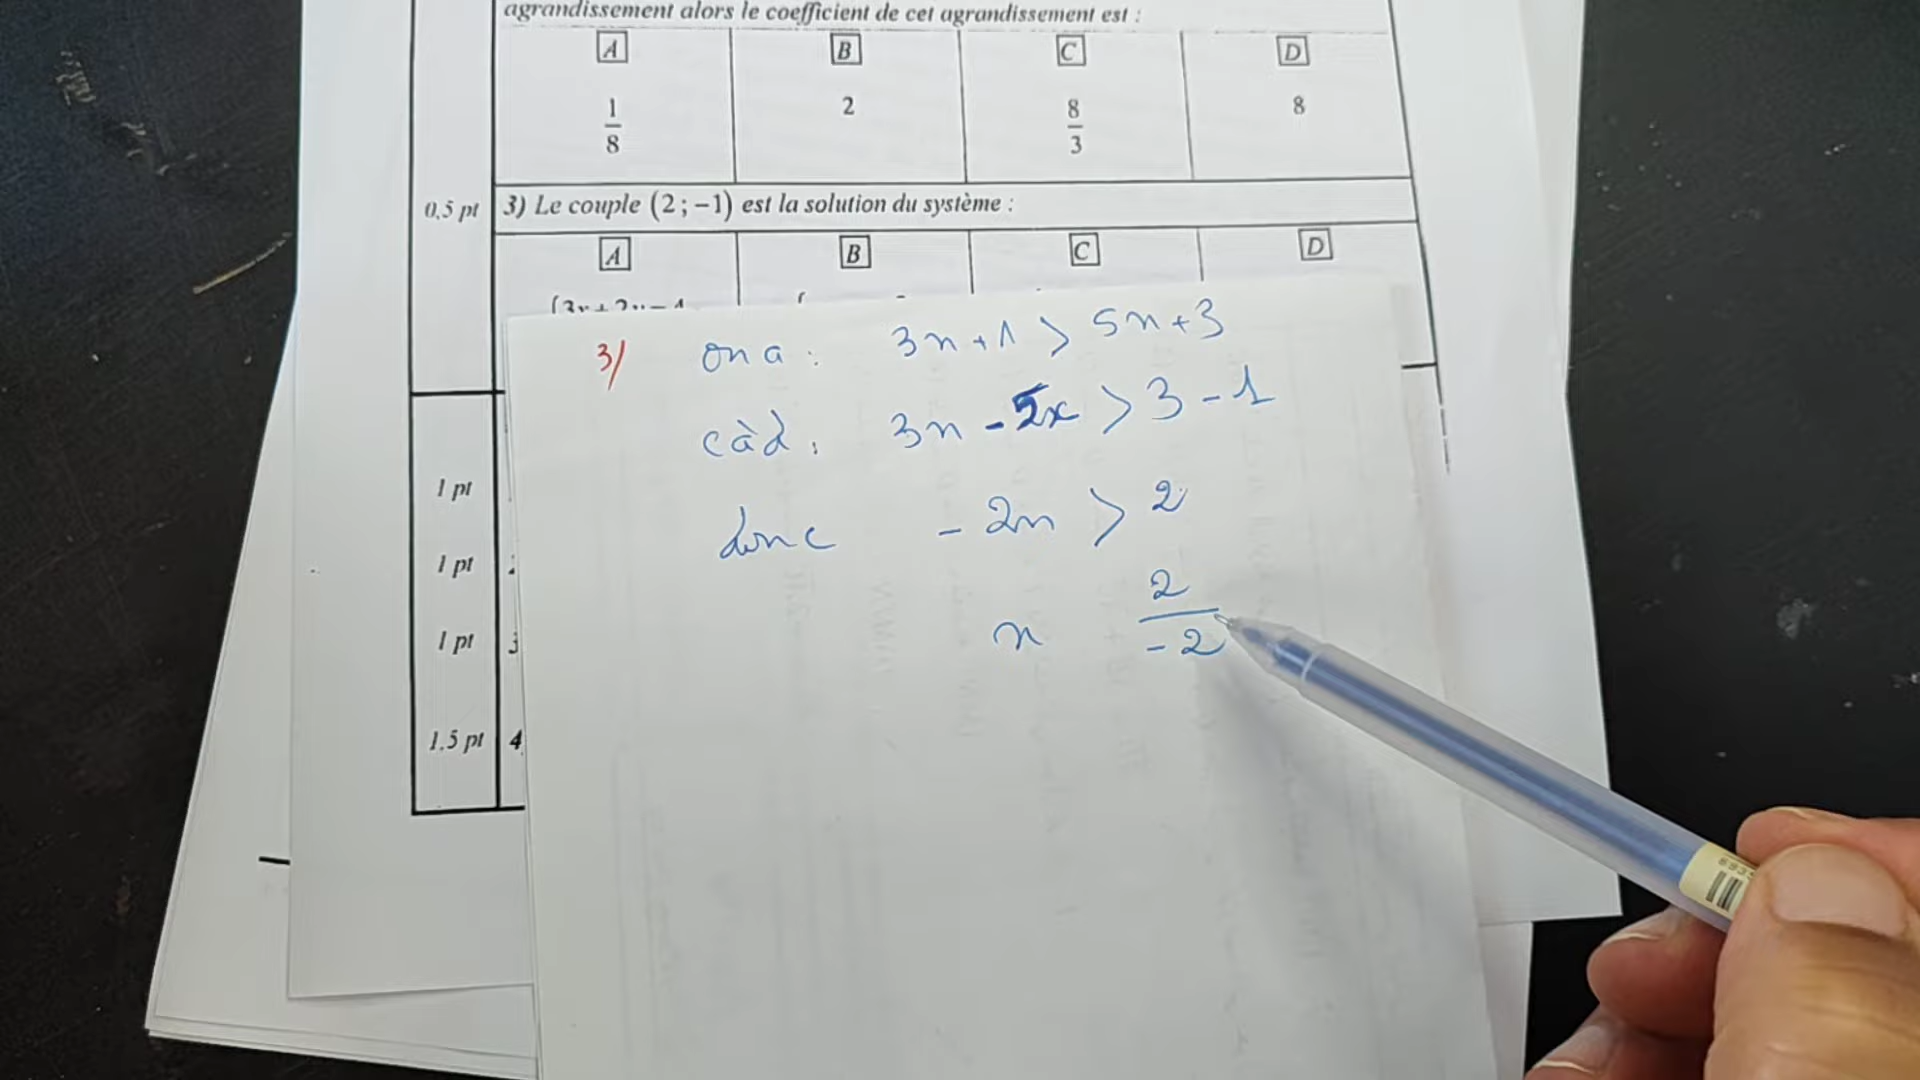 agrandissement alors le coefficient de cet agrandissement est :
A B C D
1/8 2 8/3 8
0,5 pt 3) Le couple (2 ; −1) est la solution du système :
A B C D
3/ on a : 3x + 1 > 5x + 3
càd : 3x - 5x > 3 - 1
1 pt
donc - 2x > 2
1 pt
x 2/-2
1 pt
1,5 pt 4